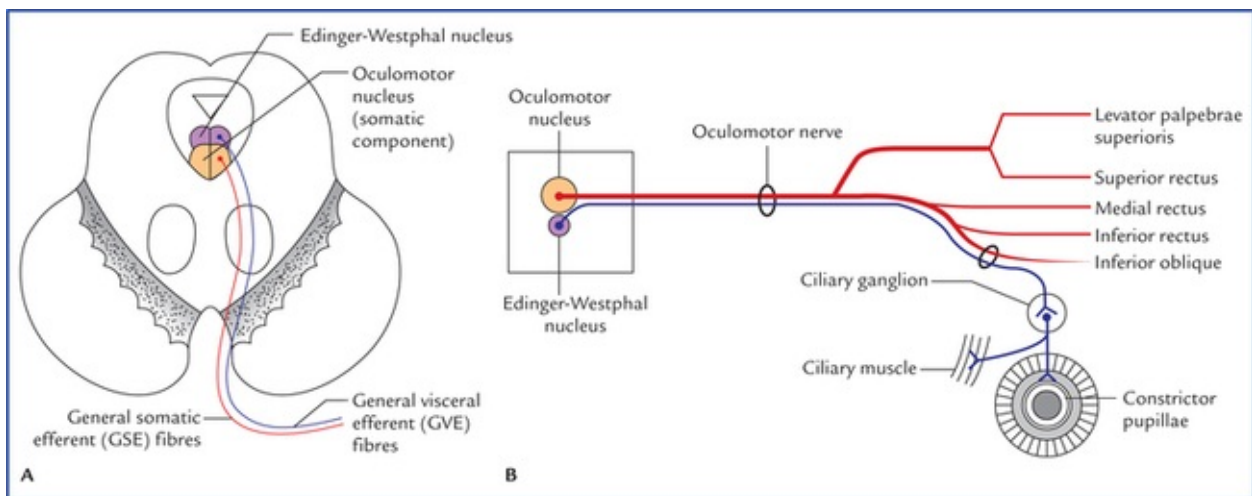 Edinger-Westphal nucleus
Oculomotor
nucleus
(somatic
component)
General somatic
efferent (GSE) fibres
General visceral
efferent (GVE)
fibres
A
Oculomotor
nucleus
Oculomotor nerve
Edinger-Westphal
nucleus
Levator palpebrae
superioris
Superior rectus
Medial rectus
Inferior rectus
Inferior oblique
Ciliary ganglion
Ciliary muscle
Constrictor
pupillae
B